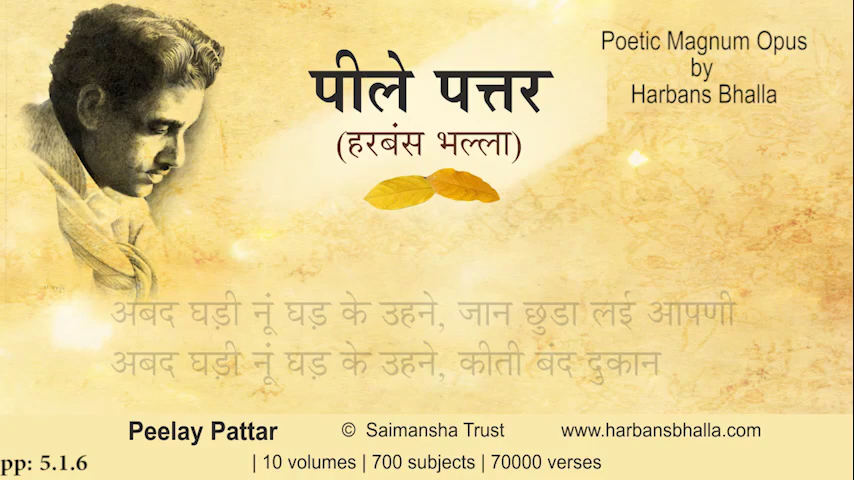 पीले पत्तर
(हरबंस भल्ला)
Poetic Magnum Opus
by
Harbans Bhalla
अबद घड़ी नूं घड़ के उहने, जान छुडा लई आपणी
अबद घड़ी नूं घड़ के उहने, कीती बद दुकान
Peelay Pattar © Saimansha Trust www.harbansbhalla.com
pp: 5.1.6 | 10 volumes | 700 subjects | 70000 verses